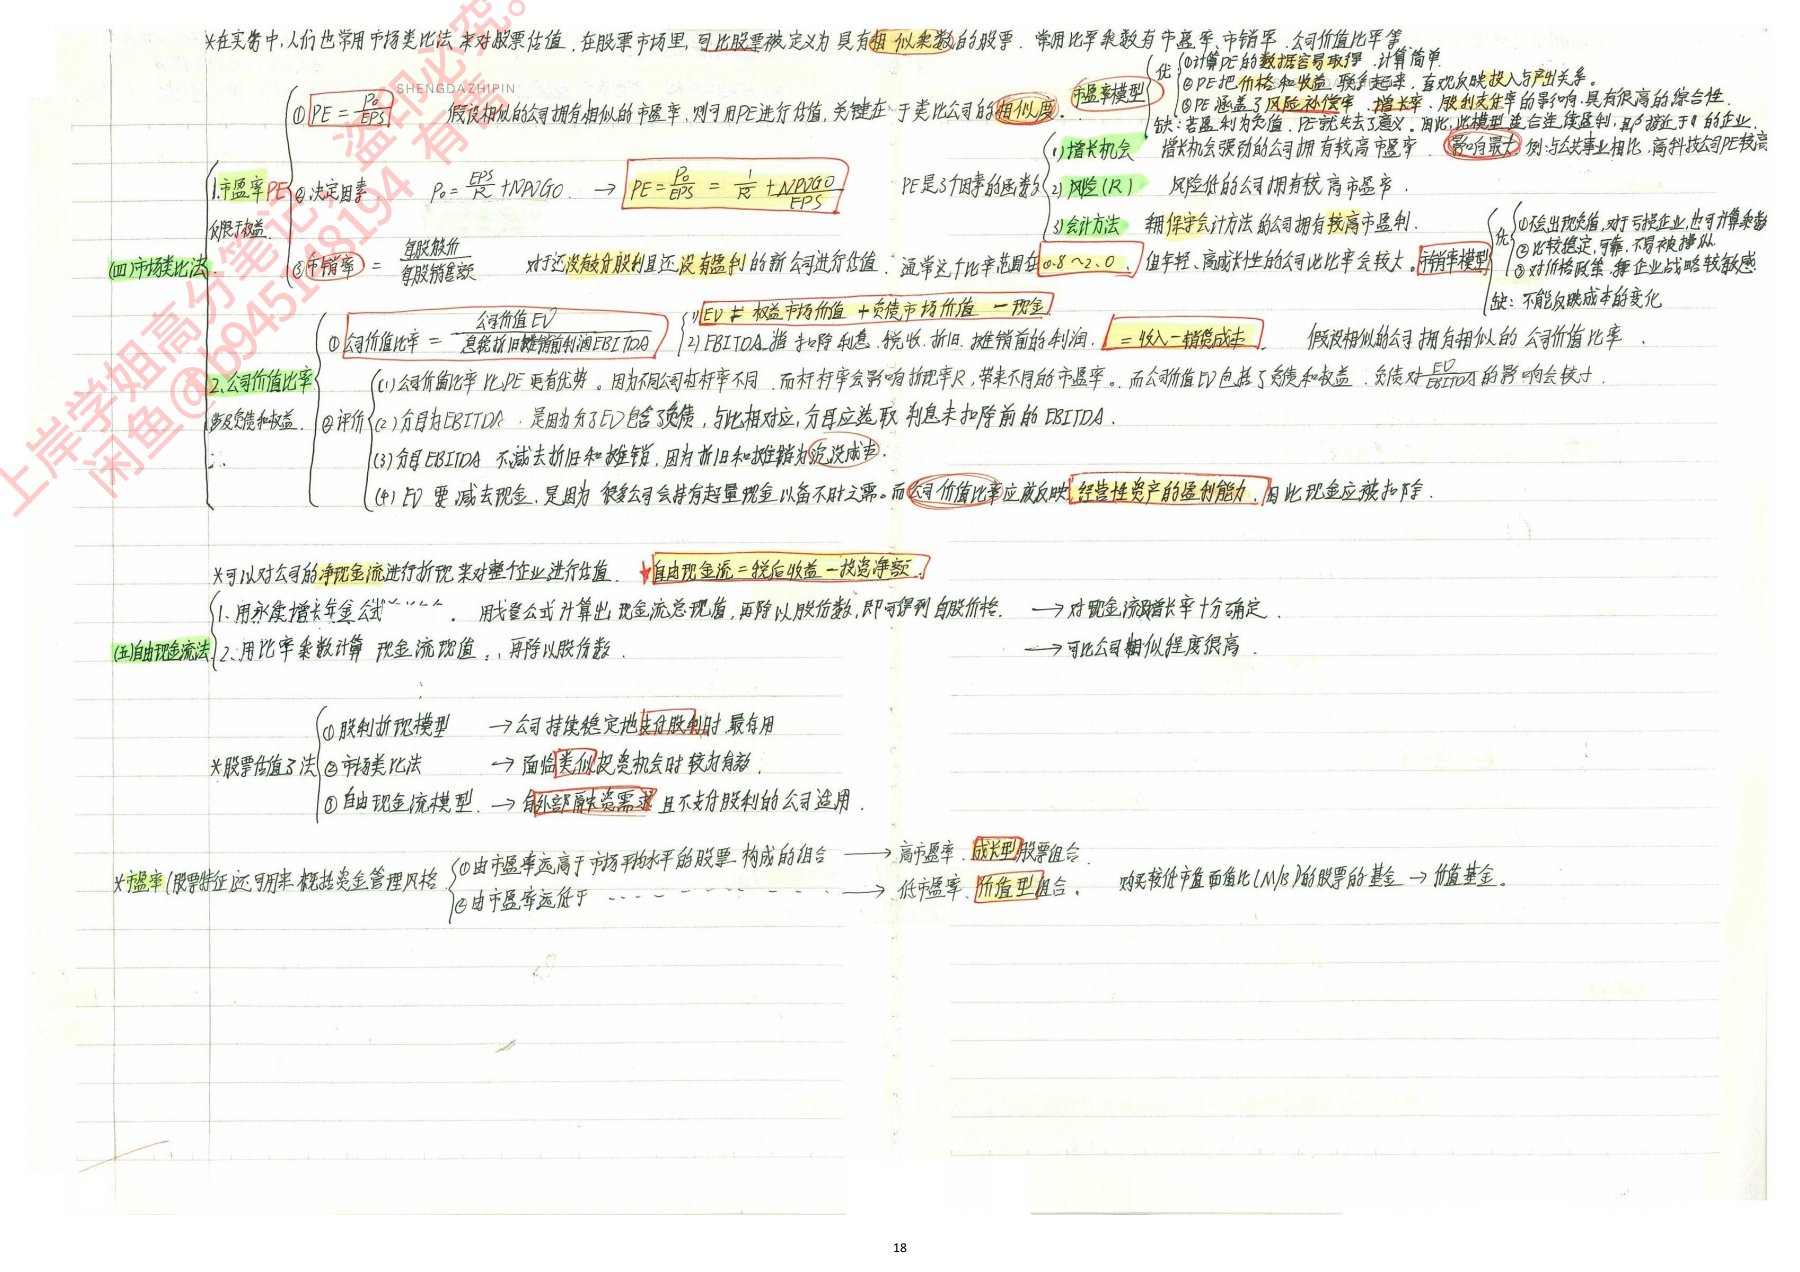 *在实务中,人们也常用市场类比法来对股票估值.在股票市场里,可比股票被定义为具有相似乘数的的股票.常用比率乘数有市盈率、市销率、公司价值比率等
SHENGDAZHIPIN
(四)市场类比法
1.市盈率PE
仅限于权益.
① PE = P₀/EPS 假设相似的公司拥有相似的市盈率,则可用PE进行估值,关键在于类比公司的相似度.
市盈率模型
优 ①计算PE的数据容易取得,计算简单.
②PE把价格和收益联系起来,直观反映投入与产出关系。
③PE涵盖了风险补偿率、增长率、股利支付率的影响,具有很高的综合性.
缺:若盈利为负值,PE就失去了意义。因此,此模型适合连续盈利,且β接近于1的企业.
②决定因素. P₀ = EPS/R + NPVGO. → PE = P₀/EPS = 1/R + NPVGO/EPS
PE是3个因素的函数
1)增长机会 增长机会强劲的公司拥有较高市盈率. 影响最大 例:与公共事业相比,高科技公司PE较高
2)风险(R) 风险低的公司拥有较高市盈率.
3)会计方法 采用保守会计方法的公司拥有较高市盈利.
③市销率 = 每股股价/每股销售额 对于还没有分股利且还没有盈利的新公司进行估值. 通常这个比率范围在0.8~2.0,但年轻、高成长性的公司此比率会较大。
市销率模型
优 ①不会出现负值,对于亏损企业,也可计算乘数
②比较稳定,可靠,不易被操纵
③对价格政策、企业战略较敏感.
缺:不能反映成本的变化
2.公司价值比率
涉及负债和权益.
①公司价值比率 = 公司价值EV/息税折旧摊销前利润EBITDA
1) EV = 权益市场价值+负债市场价值-现金
2) EBITDA 指扣除利息、税收、折旧、摊销前的利润. =收入-销货成本. 假设相似的公司拥有相似的公司价值比率.
②评价
(1)公司价值比率比PE更有优势。因为不同公司杠杆率不同,而杠杆率会影响折现率R,带来不同的市盈率。而公司价值EV包括了负债和权益,负债对EV/EBITDA的影响会较小.
(2)分母为EBITDA,是因为分子EV包含了负债,与此相对应,分母应选取利息未扣除前的EBITDA.
(3)分母EBITDA不减去折旧和摊销,因为折旧和摊销为沉没成本.
(4)EV要减去现金,是因为很多公司会持有超量现金以备不时之需。而公司价值比率应该反映经营性资产的盈利能力,因此现金应被扣除.
*可以对公司的净现金流进行折现来对整个企业进行估值. 自由现金流=税后收益-投资净额.
(五)自由现金流法
1.用永续增长年金公式 . 用戈登公式计算出现金流总现值,再除以股份数,即可得到每股价格. →对现金流增长率十分确定.
2.用比率乘数计算现金流现值.,再除以股份数. →可比公司相似程度很高.
*股票估值方法
①股利折现模型 →公司持续稳定地支付股利时最有用
②市场类比法 →面临类似投资机会时较为有效.
③自由现金流模型. →有外部融资需求且不支付股利的公司适用.
*市盈率(股票特征)还可用来概括资金管理风格.
①由市盈率远高于市场平均水平的股票构成的组合 → 高市盈率、成长型股票组合.
②由市盈率远低于 ------ → 低市盈率、价值型组合。 购买较低市值面值比(M/B)的股票的基金→价值基金。
上岸学姐高分笔记,盗印必究。
闲鱼@b945148194 有售
18